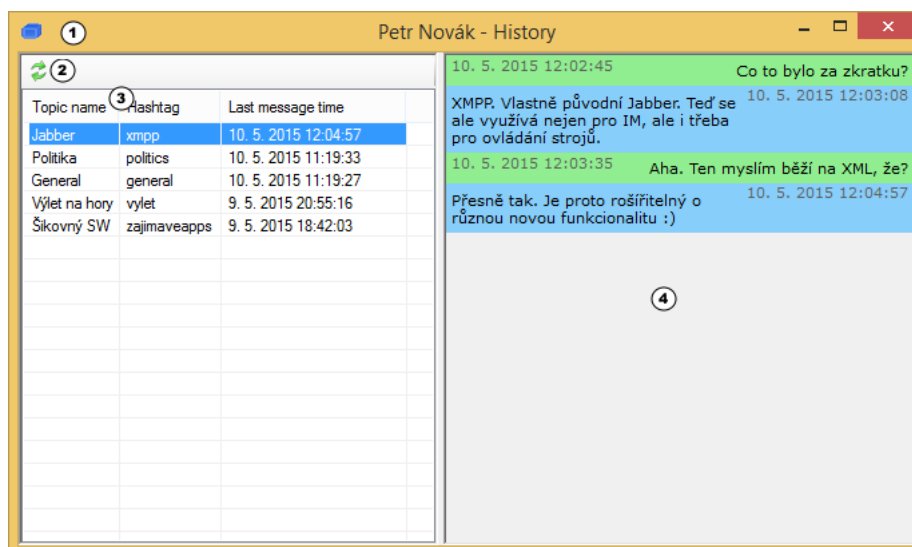 1 Petr Novák - History
2
3
Topic name Hashtag Last message time
Jabber xmpp 10. 5. 2015 12:04:57
Politika politics 10. 5. 2015 11:19:33
General general 10. 5. 2015 11:19:27
Výlet na hory vylet 9. 5. 2015 20:55:16
Šikovný SW zajimaveapps 9. 5. 2015 18:42:03
10. 5. 2015 12:02:45
Co to bylo za zkratku?
XMPP. Vlastně původní Jabber. Teď se 10. 5. 2015 12:03:08
ale využívá nejen pro IM, ale i třeba
pro ovládání strojů.
10. 5. 2015 12:03:35
Aha. Ten myslím běží na XML, že?
Přesně tak. Je proto rošířitelný o 10. 5. 2015 12:04:57
různou novou funkcionalitu :)
4